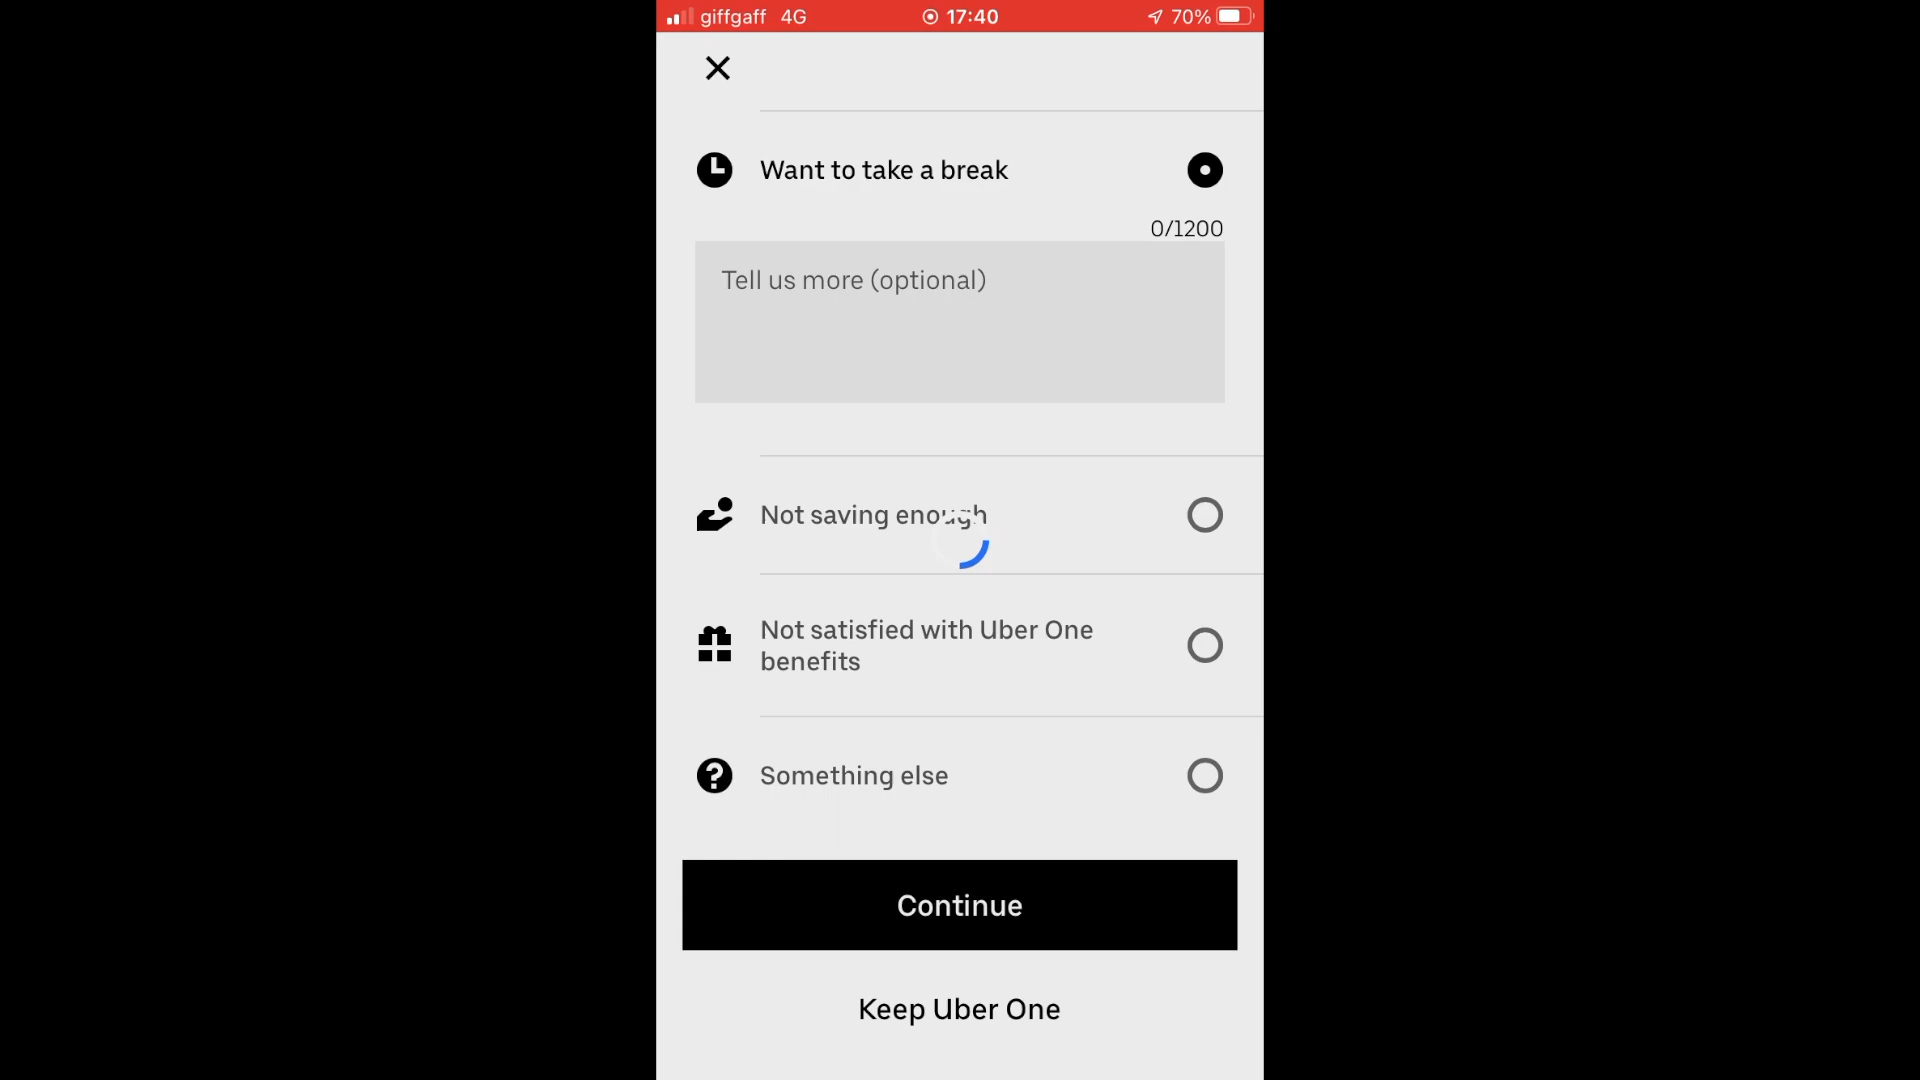 giffgaff 4G 17:40 70%
Want to take a break
0/1200
Tell us more (optional)
Not saving enough
Not satisfied with Uber One
benefits
Something else
Continue
Keep Uber One